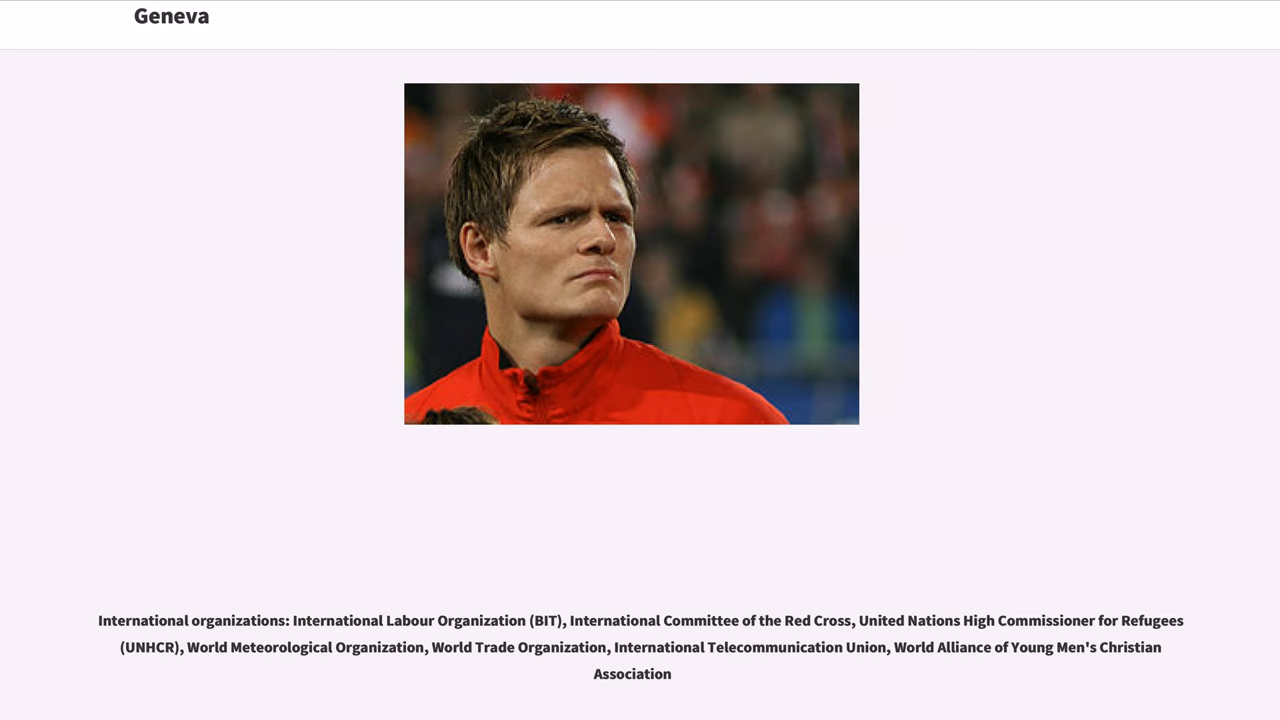 Geneva
International organizations: International Labour Organization (BIT), International Committee of the Red Cross, United Nations High Commissioner for Refugees
(UNHCR), World Meteorological Organization, World Trade Organization, International Telecommunication Union, World Alliance of Young Men's Christian
Association